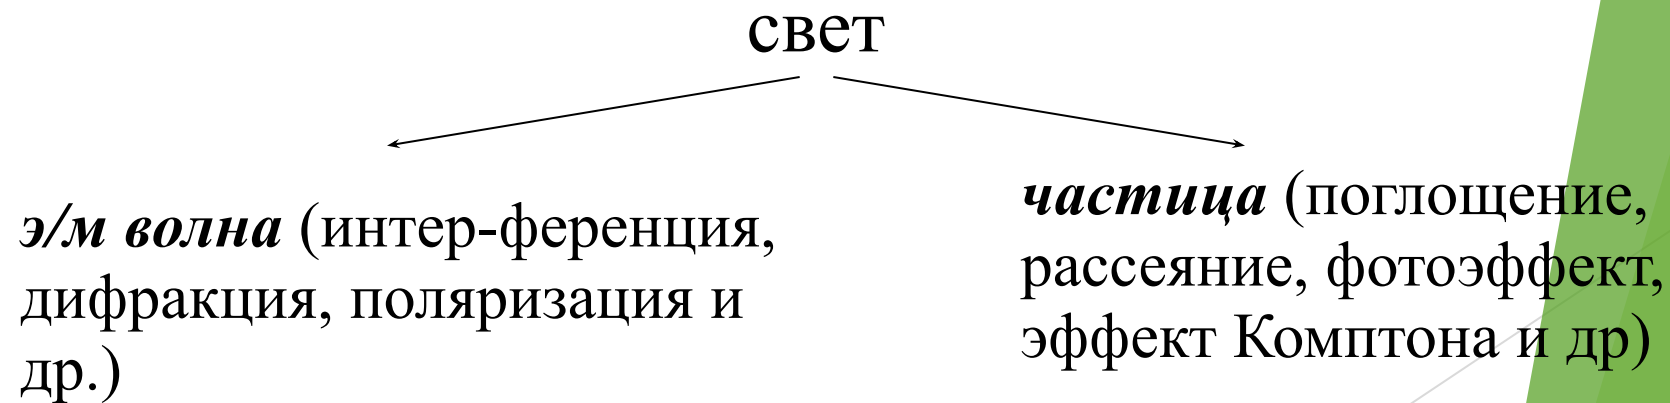 свет
э/м волна (интер-ференция,
дифракция, поляризация и
др.)
частица (поглощение,
рассеяние, фотоэффект,
эффект Комптона и др)